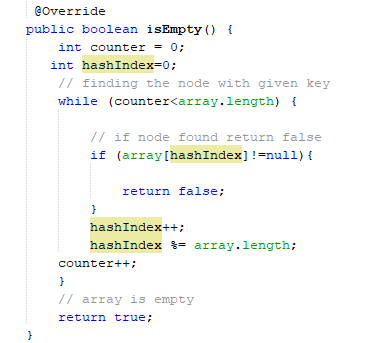 @Override
public boolean isEmpty() {
int counter = 0;
int hashIndex=0;
// finding the node with given key
while (counter<array.length) {
// if node found return false
if (array[hashIndex]!=null){
return false;
}
hashIndex++;
hashIndex %= array.length;
counter++;
}
// array is empty
return true;
}